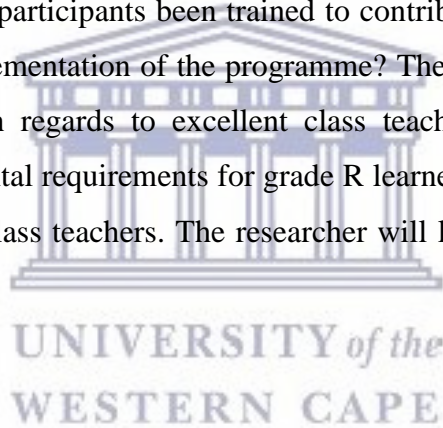 participants been trained to contrib
ementation of the programme? The
regards to excellent class teach
tal requirements for grade R learne
lass teachers. The researcher will
UNIVERSITY of the
WESTERN CAPE